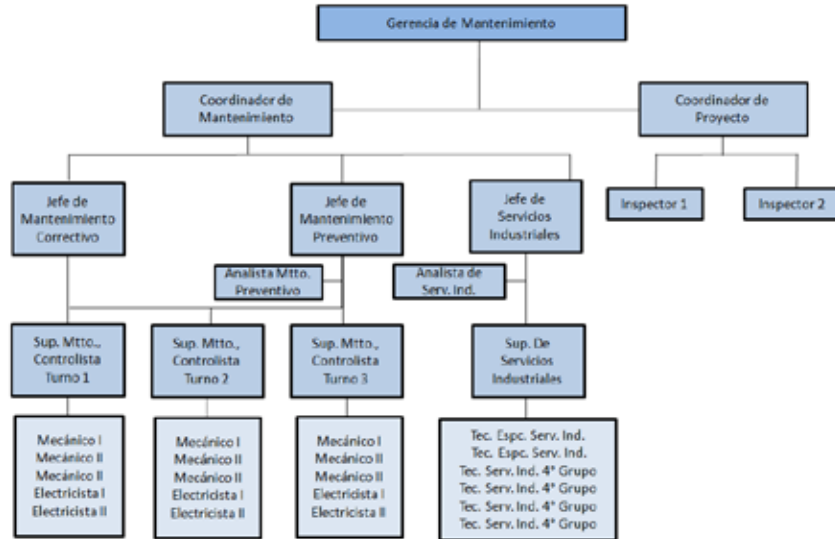 Gerencia de Mantenimiento
Coordinador de
Mantenimiento
Coordinador de
Proyecto
Jefe de
Mantenimiento
Correctivo
Jefe de
Mantenimiento
Preventivo
Jefe de
Servicios
Industriales
Inspector 1
Inspector 2
Analista Mtto.
Preventivo
Analista de
Serv. Ind.
Sup. Mtto.,
Controlista
Turno 1
Sup. Mtto.,
Controlista
Turno 2
Sup. Mtto.,
Controlista
Turno 3
Sup. De
Servicios
Industriales
Mecánico I
Mecánico II
Mecánico II
Electricista I
Electricista II
Mecánico I
Mecánico II
Mecánico II
Electricista I
Electricista II
Mecánico I
Mecánico II
Mecánico II
Electricista I
Electricista II
Tec. Espc. Serv. Ind.
Tec. Espc. Serv. Ind.
Tec. Serv. Ind. 4° Grupo
Tec. Serv. Ind. 4° Grupo
Tec. Serv. Ind. 4° Grupo
Tec. Serv. Ind. 4° Grupo